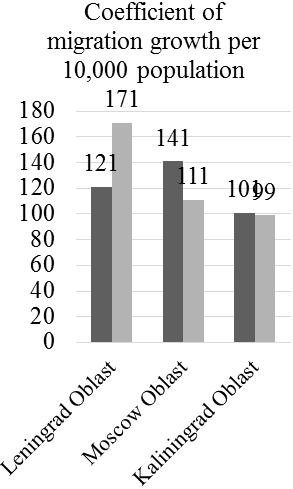 Coefficient of
migration growth per
10,000 population
180
160
140
120
100
80
60
40
20
0
121
171
141
111
101
99
Leningrad Oblast
Moscow Oblast
Kaliningrad Oblast